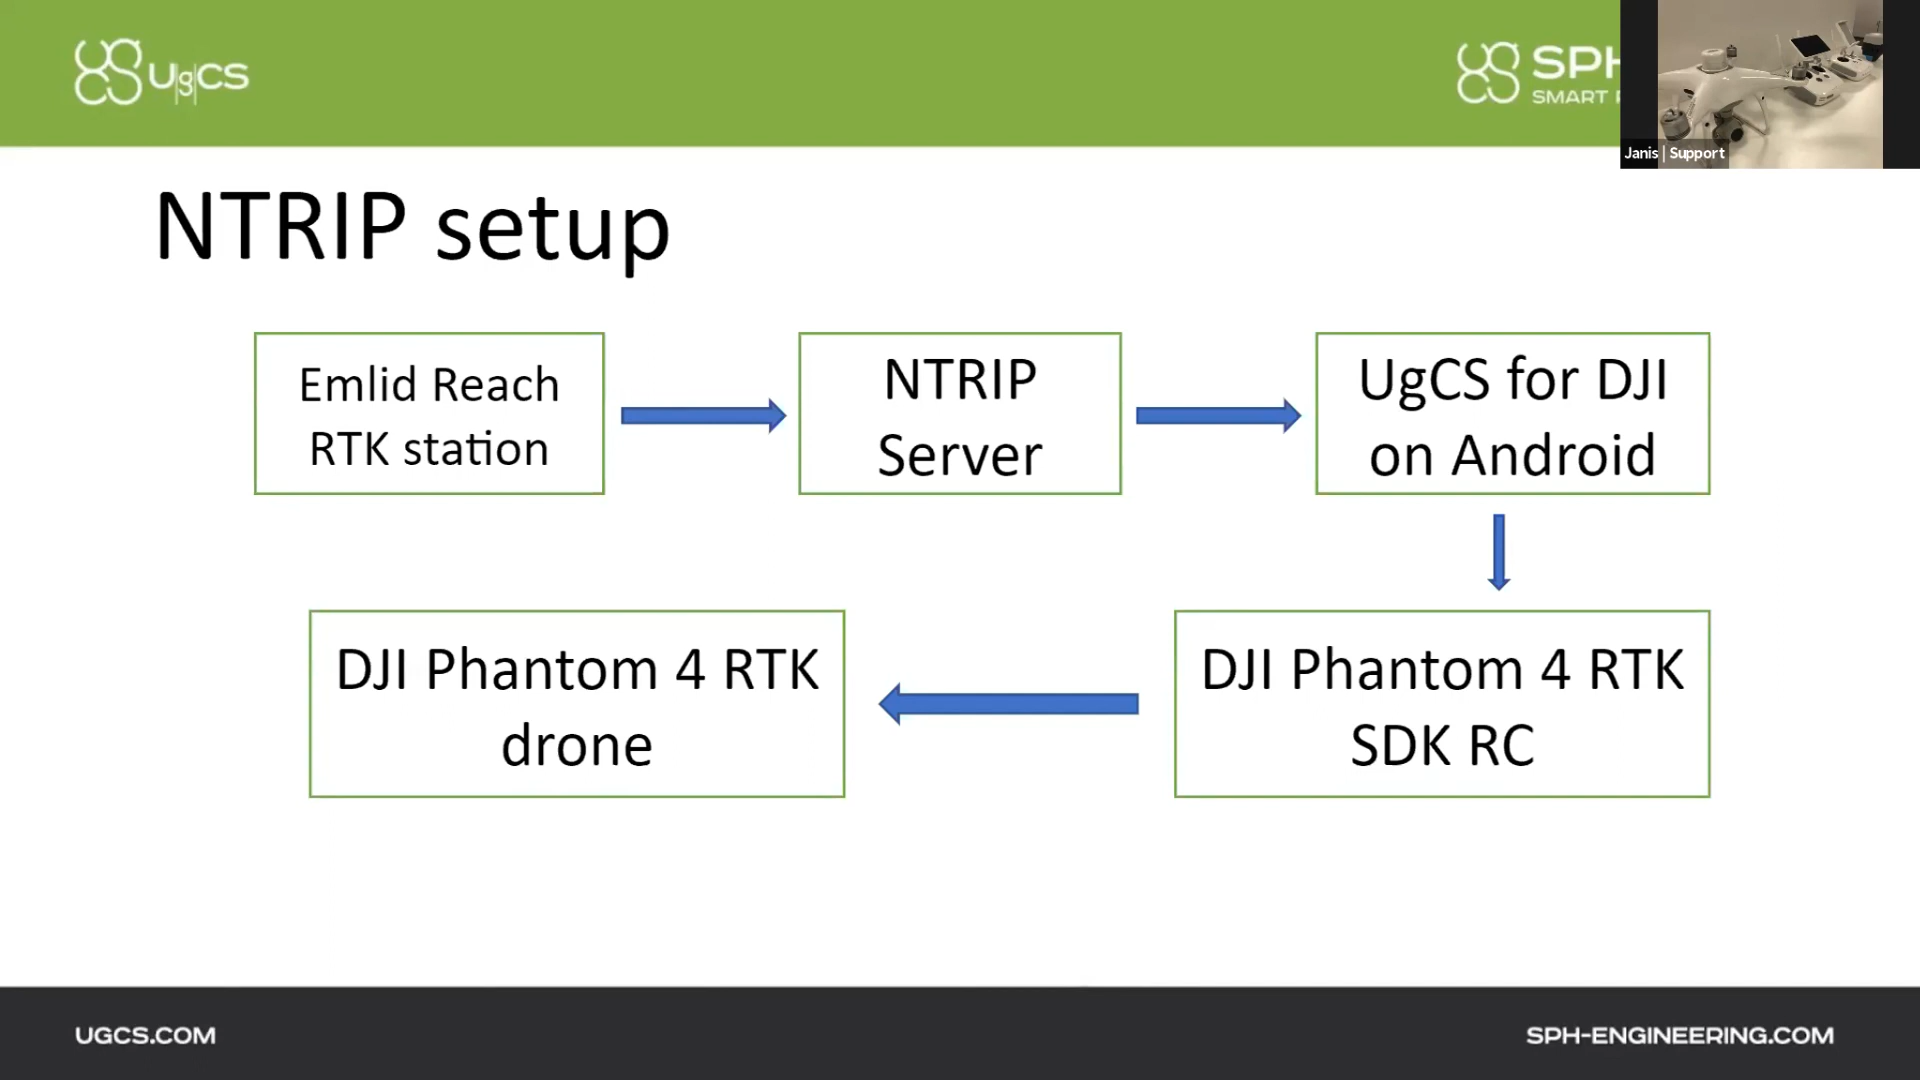 UgCS
SPH
SMART
Janis | Support
NTRIP setup
Emlid Reach
RTK station
NTRIP
Server
UgCS for DJI
on Android
DJI Phantom 4 RTK
drone
DJI Phantom 4 RTK
SDK RC
UGCS.COM
SPH-ENGINEERING.COM